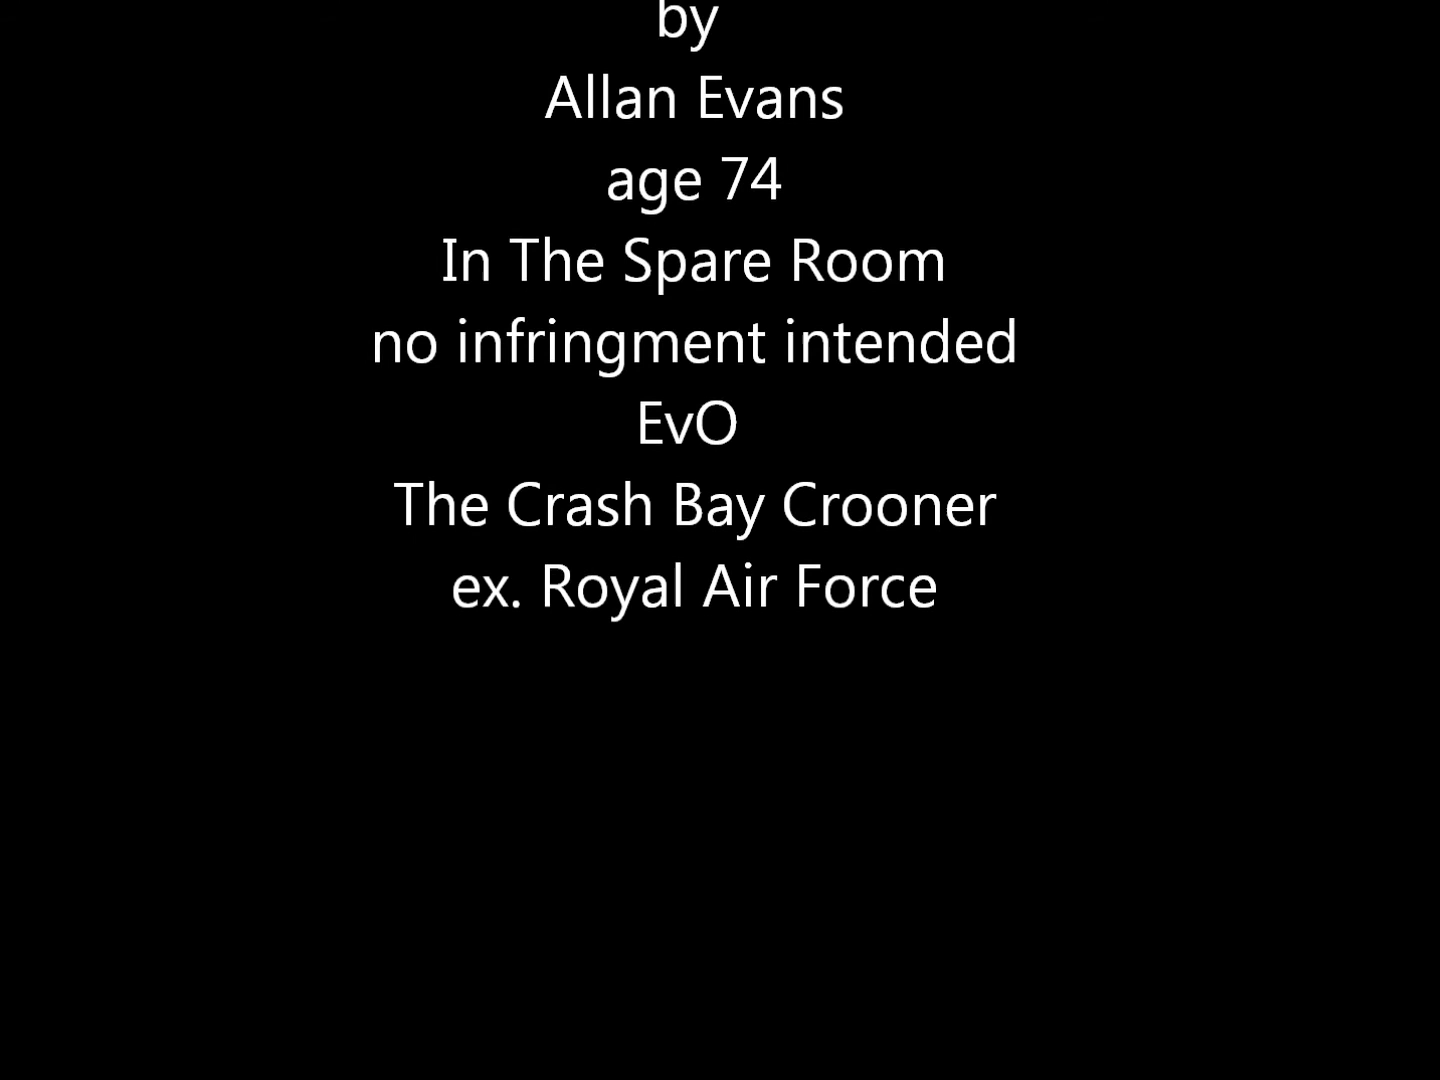 by
Allan Evans
age 74
In The Spare Room
no infringment intended
EvO
The Crash Bay Crooner
ex. Royal Air Force